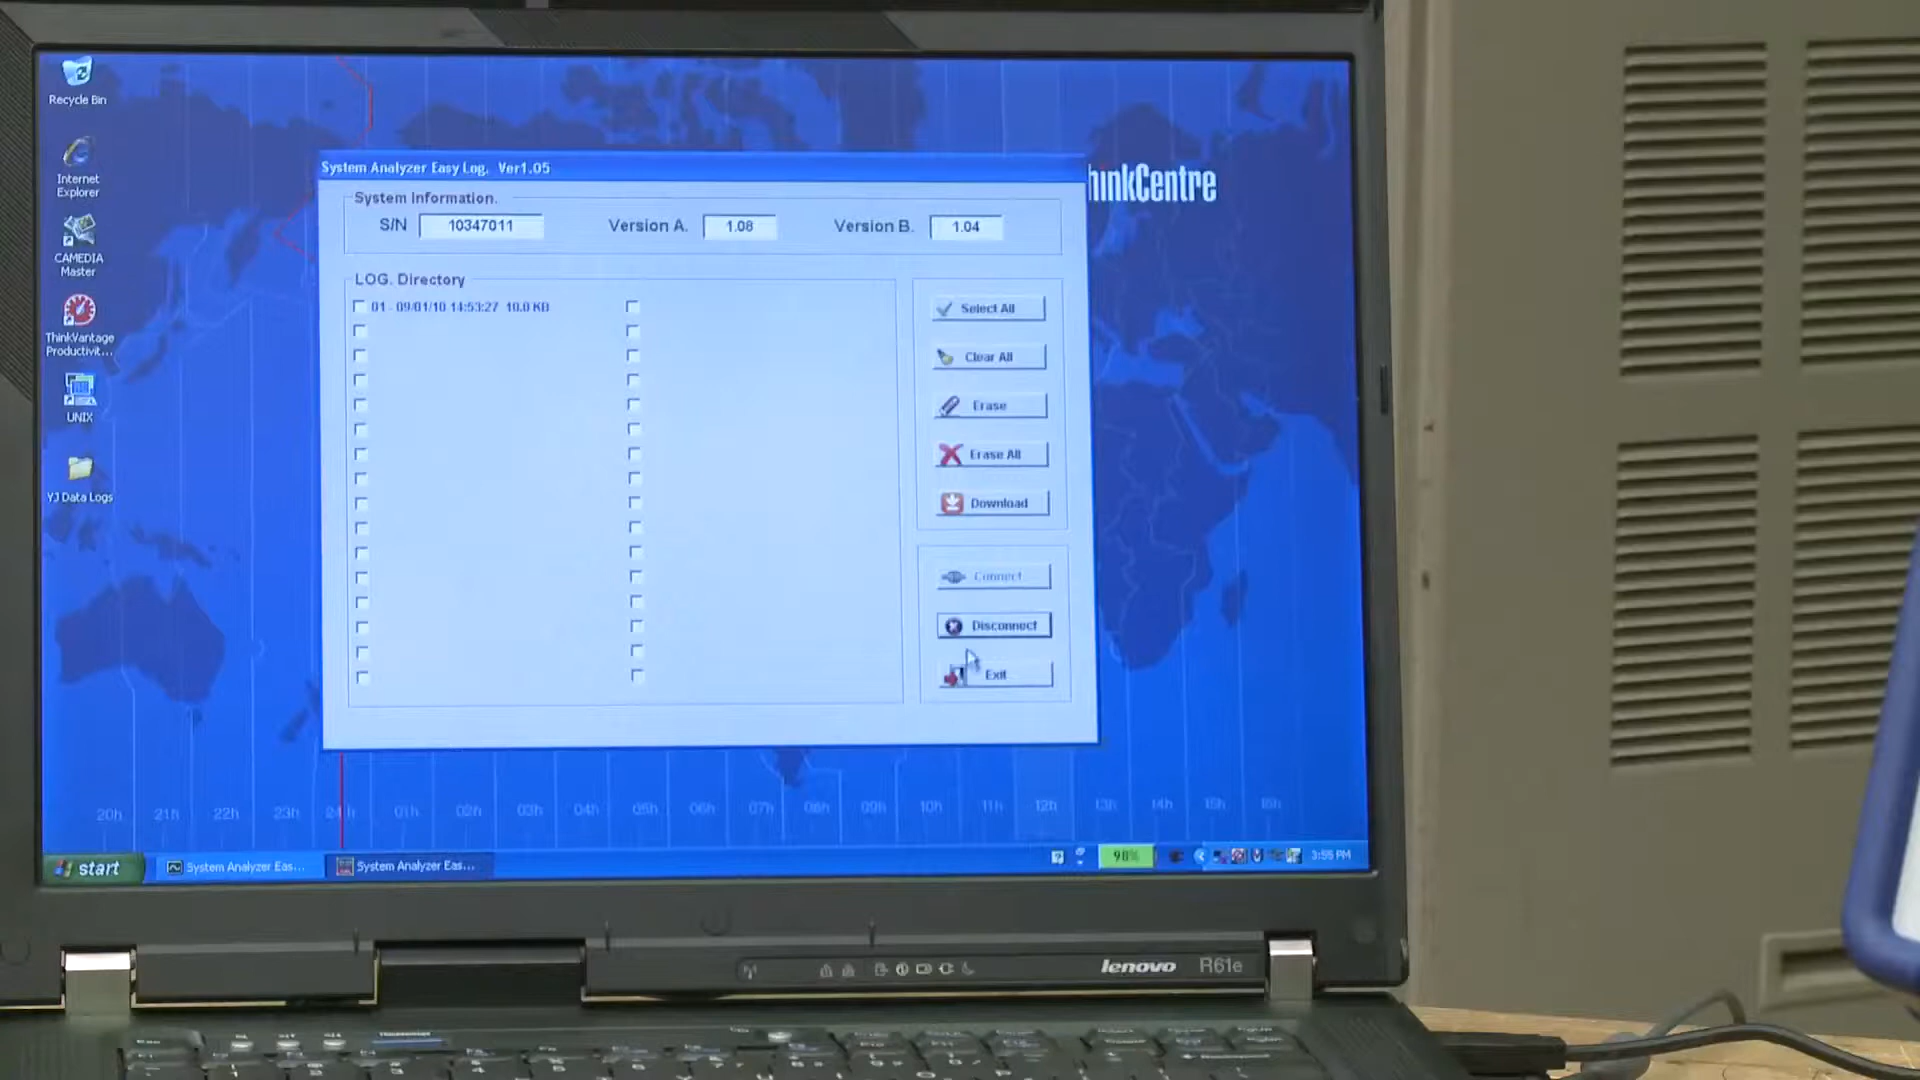 Recycle Bin
Internet
Explorer
CAMEDIA
Master
ThinkVantage
Productivit...
UNIX
YJ Data Logs
hinkCentre
System Analyzer Easy Log. Ver1.05
System Information.
S/N 10347011 Version A. 1.08 Version B. 1.04
LOG. Directory
01 - 09/01/10 14:53:27 10.0 KB
Select All
Clear All
Erase
Erase All
Download
Connect
Disconnect
Exit
20h 21h 22h 23h 24h 01h 02h 03h 04h 05h 06h 07h 08h 09h 10h 11h 12h 13h 14h 15h 16h
start System Analyzer Eas... System Analyzer Eas... 98% 3:55 PM
lenovo R61e